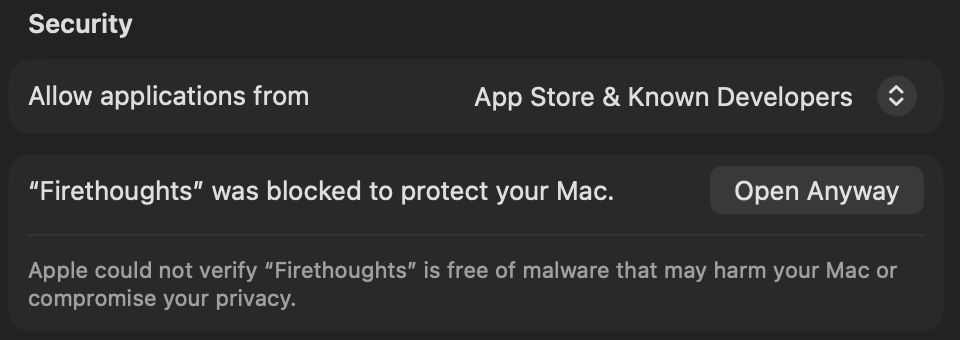 Security
Allow applications from App Store & Known Developers
“Firethoughts” was blocked to protect your Mac. Open Anyway
Apple could not verify “Firethoughts” is free of malware that may harm your Mac or
compromise your privacy.